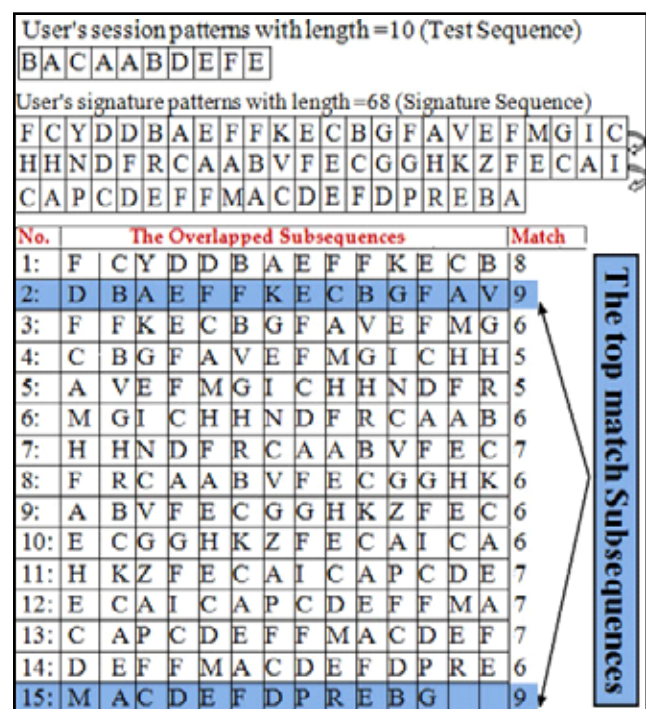 User's session patterns with length =10 (Test Sequence)
B A C A A B D E F E
User's signature patterns with length =68 (Signature Sequence)
F C Y D D B A E F F K E C B G F A V E F M G I C
H H N D F R C A A B V F E C G G H K Z F E C A I
C A P C D E F F M A C D E F D P R E B A
No. The Overlapped Subsequences Match
1: F C Y D D B A E F F K E C B 8
2: D B A E F F K E C B G F A V 9
3: F F K E C B G F A V E F M G 6
4: C B G F A V E F M G I C H H 5
5: A V E F M G I C H H N D F R 5
6: M G I C H H N D F R C A A B 6
7: H H N D F R C A A B V F E C 7
8: F R C A A B V F E C G G H K 6
9: A B V F E C G G H K Z F E C 6
10: E C G G H K Z F E C A I C A 6
11: H K Z F E C A I C A P C D E 7
12: E C A I C A P C D E F F M A 7
13: C A P C D E F F M A C D E F 7
14: D E F F M A C D E F D P R E 6
15: M A C D E F D P R E B G 9
The top match Subsequences